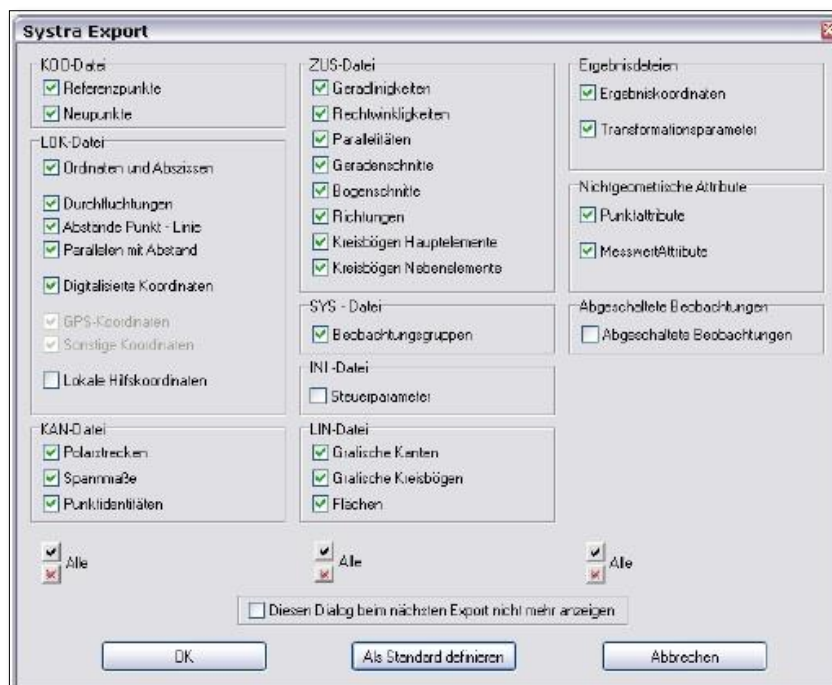 Systra Export
KOO-Datei
Referenzpunkte
Neupunkte
LOK-Datei
Ordinaten und Abszissen
Durchfluchtungen
Abstände Punkt - Linie
Parallelen mit Abstand
Digitalisierte Koordinaten
GPS-Koordinaten
Sonstige Koordinaten
Lokale Hilfskoordinaten
KAN-Datei
Polarstrecken
Spannmaße
Punktidentitäten
Alle
ZUS-Datei
Geradlinigkeiten
Rechtwinkligkeiten
Parallelitäten
Geradenschnitte
Bogenschnitte
Richtungen
Kreisbögen Hauptelemente
Kreisbögen Nebenelemente
SYS - Datei
Beobachtungsgruppen
INI -Datei
Steuerparameter
LIN-Datei
Grafische Kanten
Grafische Kreisbögen
Flächen
Alle
Ergebnisdateien
Ergebniskoordinaten
Transformationsparameter
Nichtgeometrische Attribute
Punktattribute
MesswertAttribute
Abgeschaltete Beobachtungen
Abgeschaltete Beobachtungen
Alle
Diesen Dialog beim nächsten Export nicht mehr anzeigen
OK
Als Standard definieren
Abbrechen